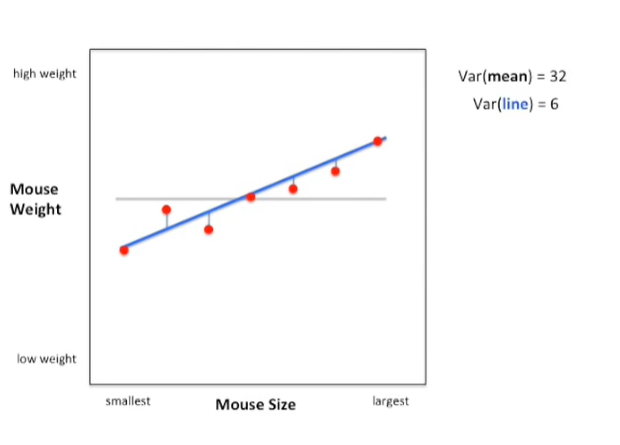 high weight
Var(mean) = 32
Var(line) = 6
Mouse
Weight
low weight
smallest
Mouse Size
largest